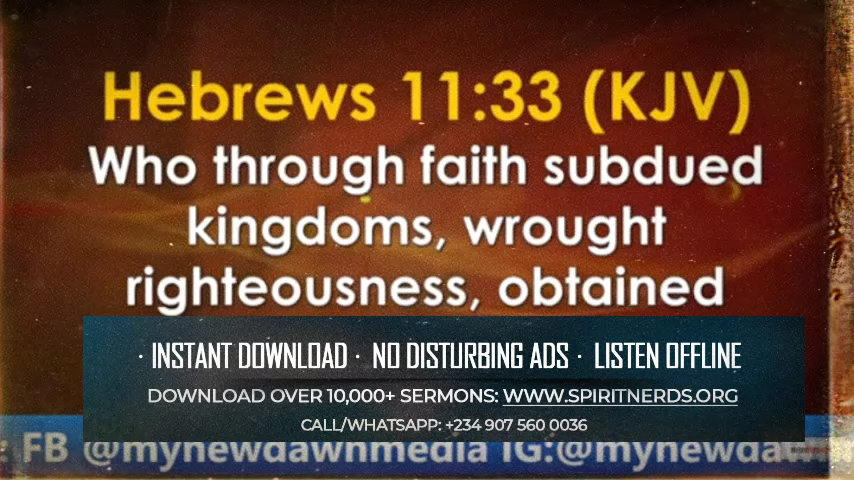 Hebrews 11:33 (KJV)
Who through faith subdued
kingdoms, wrought
righteousness, obtained
· INSTANT DOWNLOAD · NO DISTURBING ADS · LISTEN OFFLINE
DOWNLOAD OVER 10,000+ SERMONS: WWW.SPIRITNERDS.ORG
CALL/WHATSAPP: +234 907 560 0036
: FB @mynewdawnmedia IG:@mynewdaw